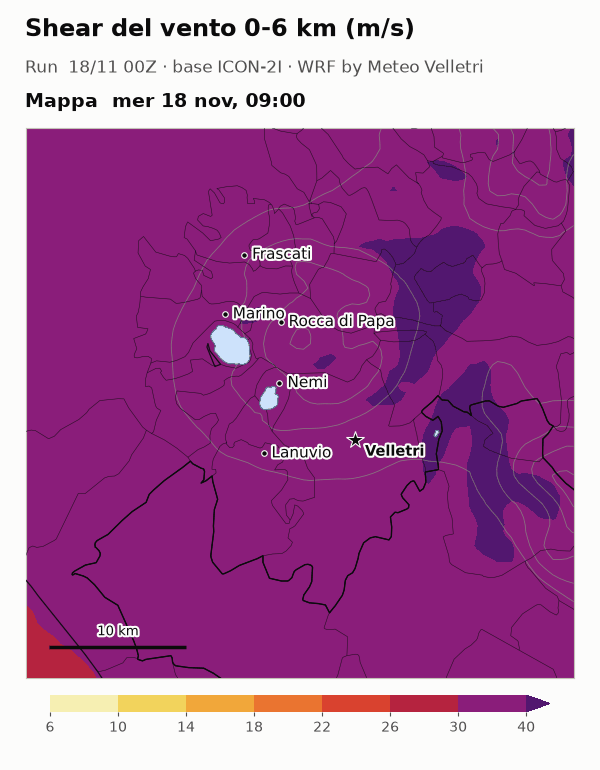 Shear del vento 0-6 km (m/s)
Run  18/11 00Z · base ICON-2I · WRF by Meteo Velletri
Mappa  mer 18 nov, 09:00
Frascati
Marino
Rocca di Papa
Nemi
Velletri
Lanuvio
10 km
6 10 14 18 22 26 30 40